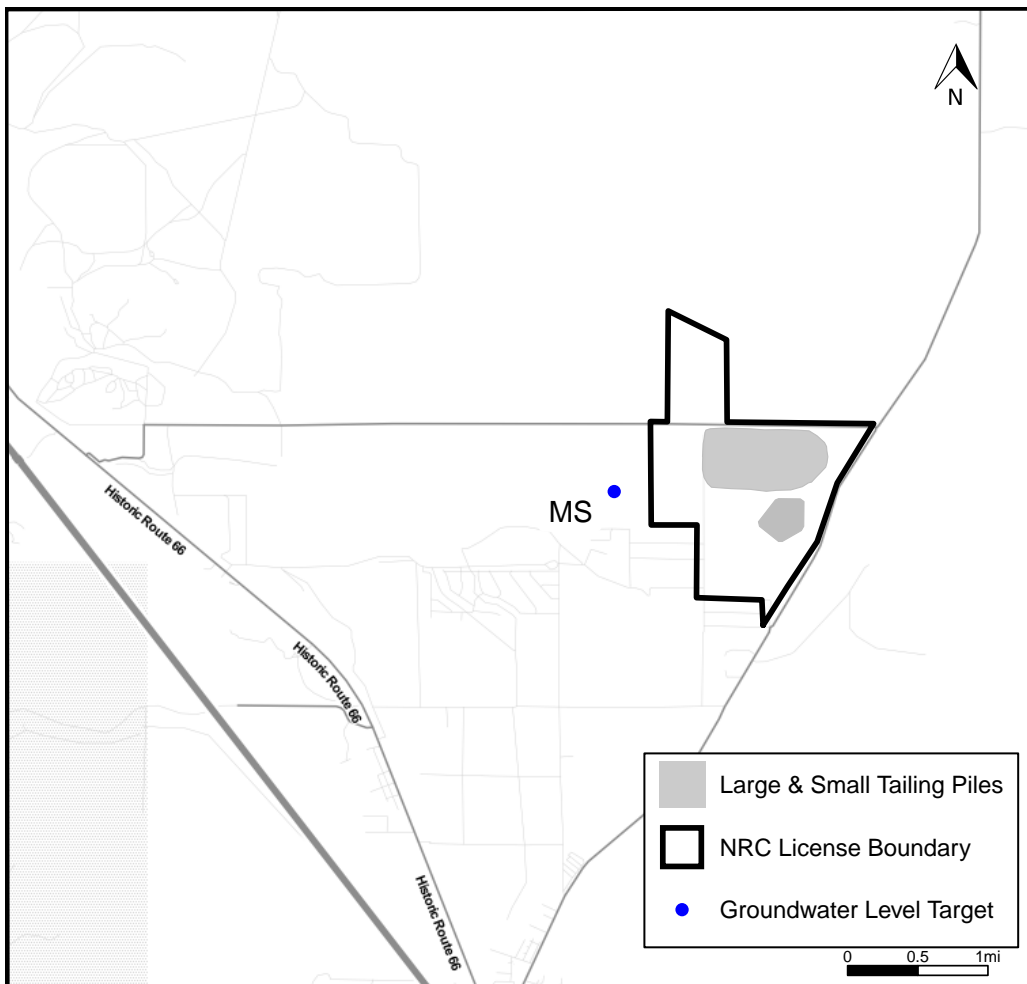 N
MS
Historic Route 66
Historic Route 66
Historic Route 66
Large & Small Tailing Piles
NRC License Boundary
Groundwater Level Target
0 0.5 1mi